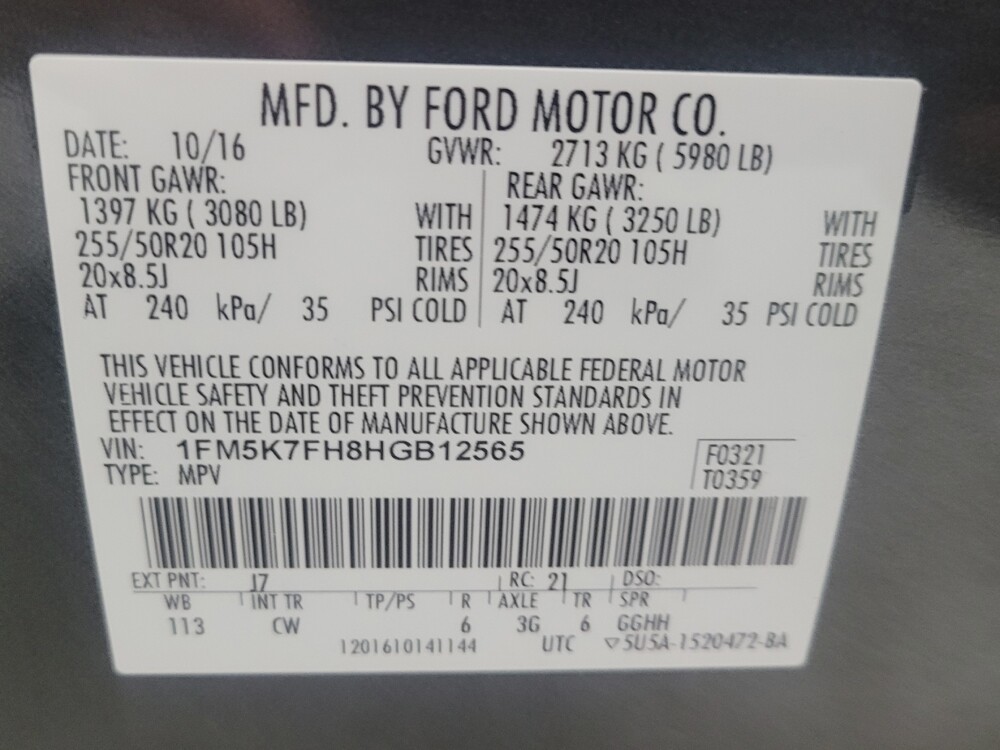 MFD. BY FORD MOTOR CO.
DATE: 10/16 GVWR: 2713 KG ( 5980 LB)
FRONT GAWR: REAR GAWR:
1397 KG ( 3080 LB) WITH 1474 KG ( 3250 LB) WITH
255/50R20 105H TIRES 255/50R20 105H TIRES
20x8.5J RIMS 20x8.5J RIMS
AT 240 kPa/ 35 PSI COLD AT 240 kPa/ 35 PSI COLD
THIS VEHICLE CONFORMS TO ALL APPLICABLE FEDERAL MOTOR
VEHICLE SAFETY AND THEFT PREVENTION STANDARDS IN
EFFECT ON THE DATE OF MANUFACTURE SHOWN ABOVE.
VIN: 1FM5K7FH8HGB12565 F0321
TYPE: MPV T0359
EXT PNT: J7 RC: 21 DSO:
WB INT TR TP/PS R AXLE TR SPR
113 CW 6 3G 6 GGHH
1201610141144 UTC ▽5U5A-1520472-BA